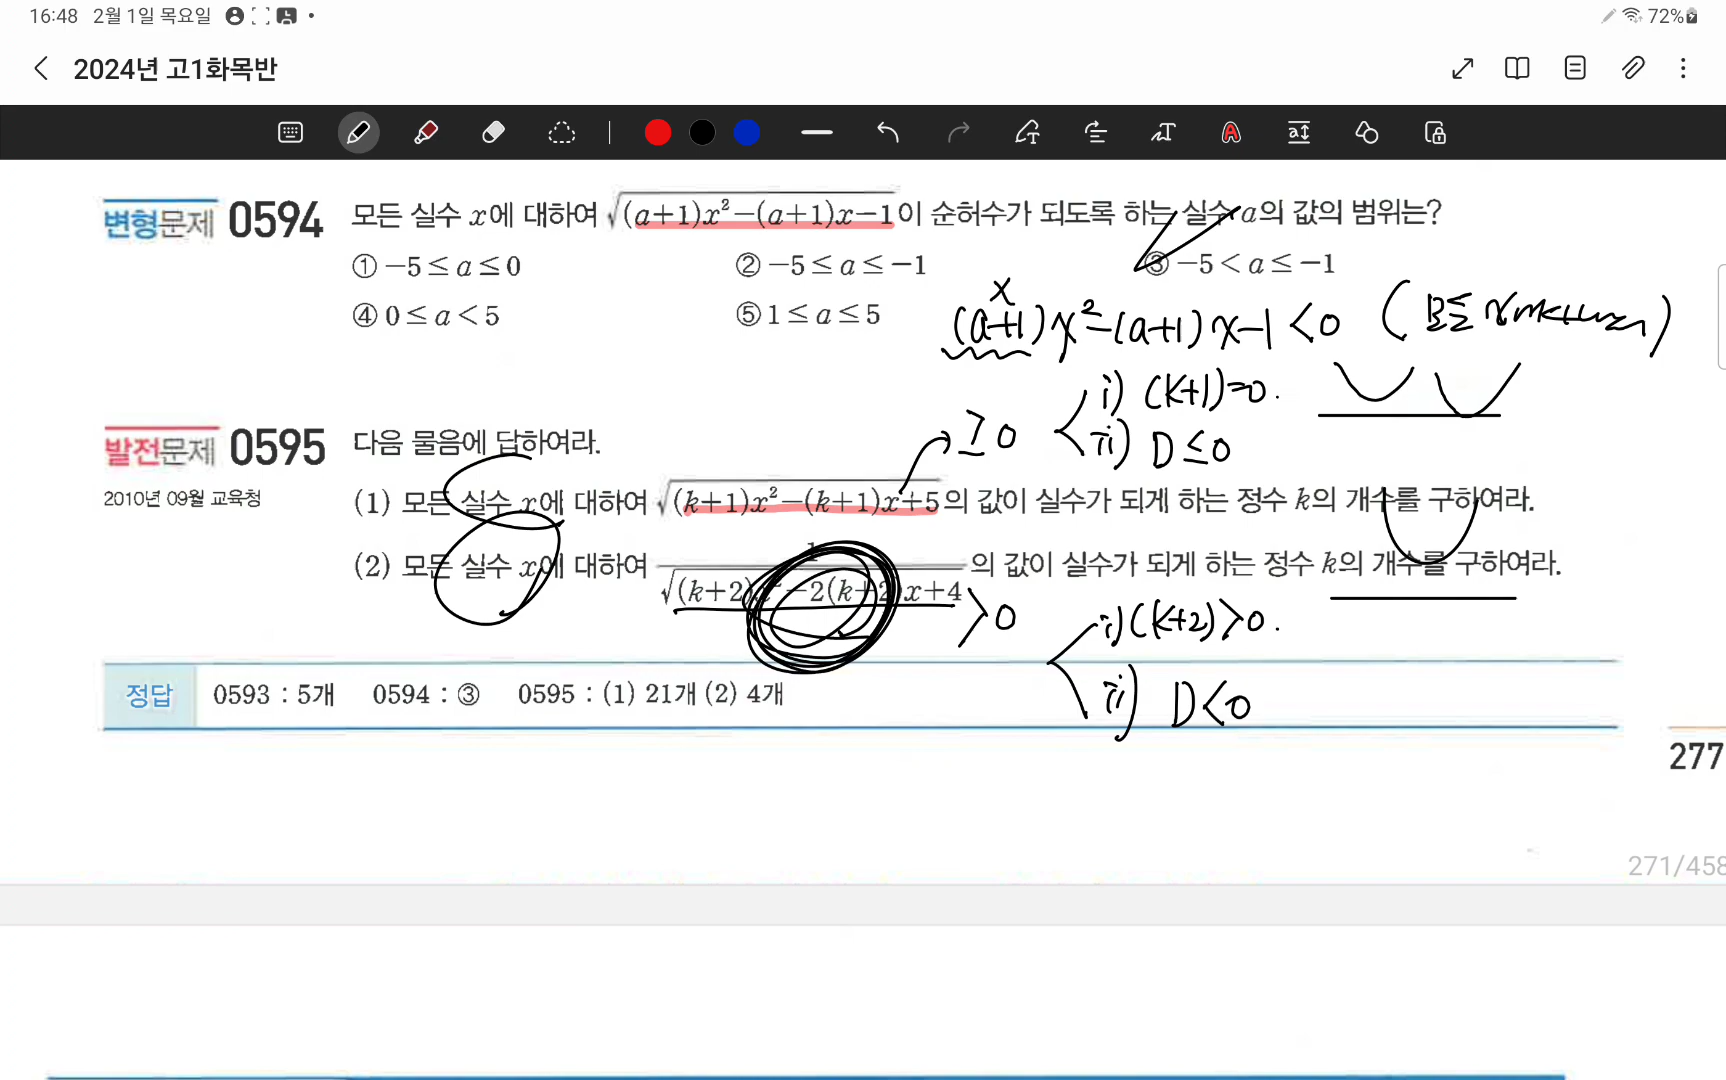 16:48 2월 1일 목요일 72%
2024년 고1화목반
변형문제 0594 모든 실수 x에 대하여 √(a+1)x²−(a+1)x−1이 순허수가 되도록 하는 실수 a의 값의 범위는?
① −5≤a≤0 ② −5≤a≤−1 ③ −5<a≤−1
④ 0≤a<5 ⑤ 1≤a≤5
(a+1)x²−(a+1)x−1<0
i) (k+1)=0.
≥0
ii) D≤0
발전문제 0595 다음 물음에 답하여라.
2010년 09월 교육청
(1) 모든 실수 x에 대하여 √(k+1)x²−(k+1)x+5의 값이 실수가 되게 하는 정수 k의 개수를 구하여라.
(2) 모든 실수 x에 대하여 1/√(k+2)x²−2(k+2)x+4의 값이 실수가 되게 하는 정수 k의 개수를 구하여라.
>0
i) (k+2)>0.
ii) D<0
정답 0593 : 5개 0594 : ③ 0595 : (1) 21개 (2) 4개
277
271/458